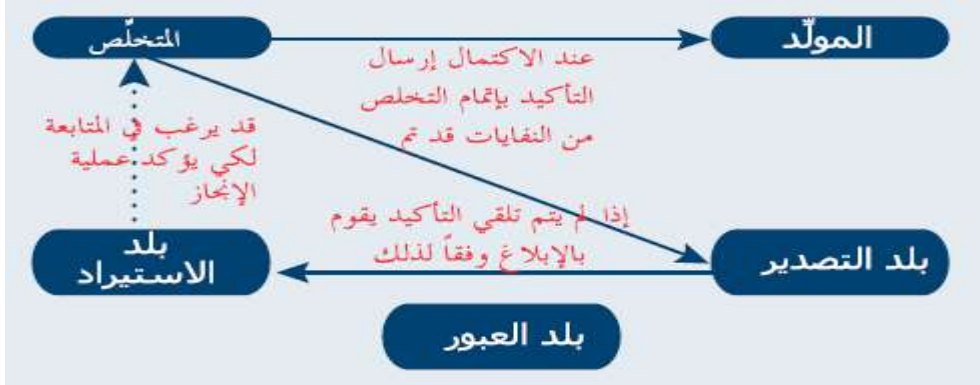 المولّد
المتخلّص
عند الاكتمال إرسال
التأكيد بإتمام التخلص
من النفايات قد تم
قد يرغب في المتابعة
لكي يؤكد عملية
الإنجاز
إذا لم يتم تلقي التأكيد يقوم
بالإبلاغ وفقاً لذلك
بلد التصدير
بلد
الاستيراد
بلد العبور